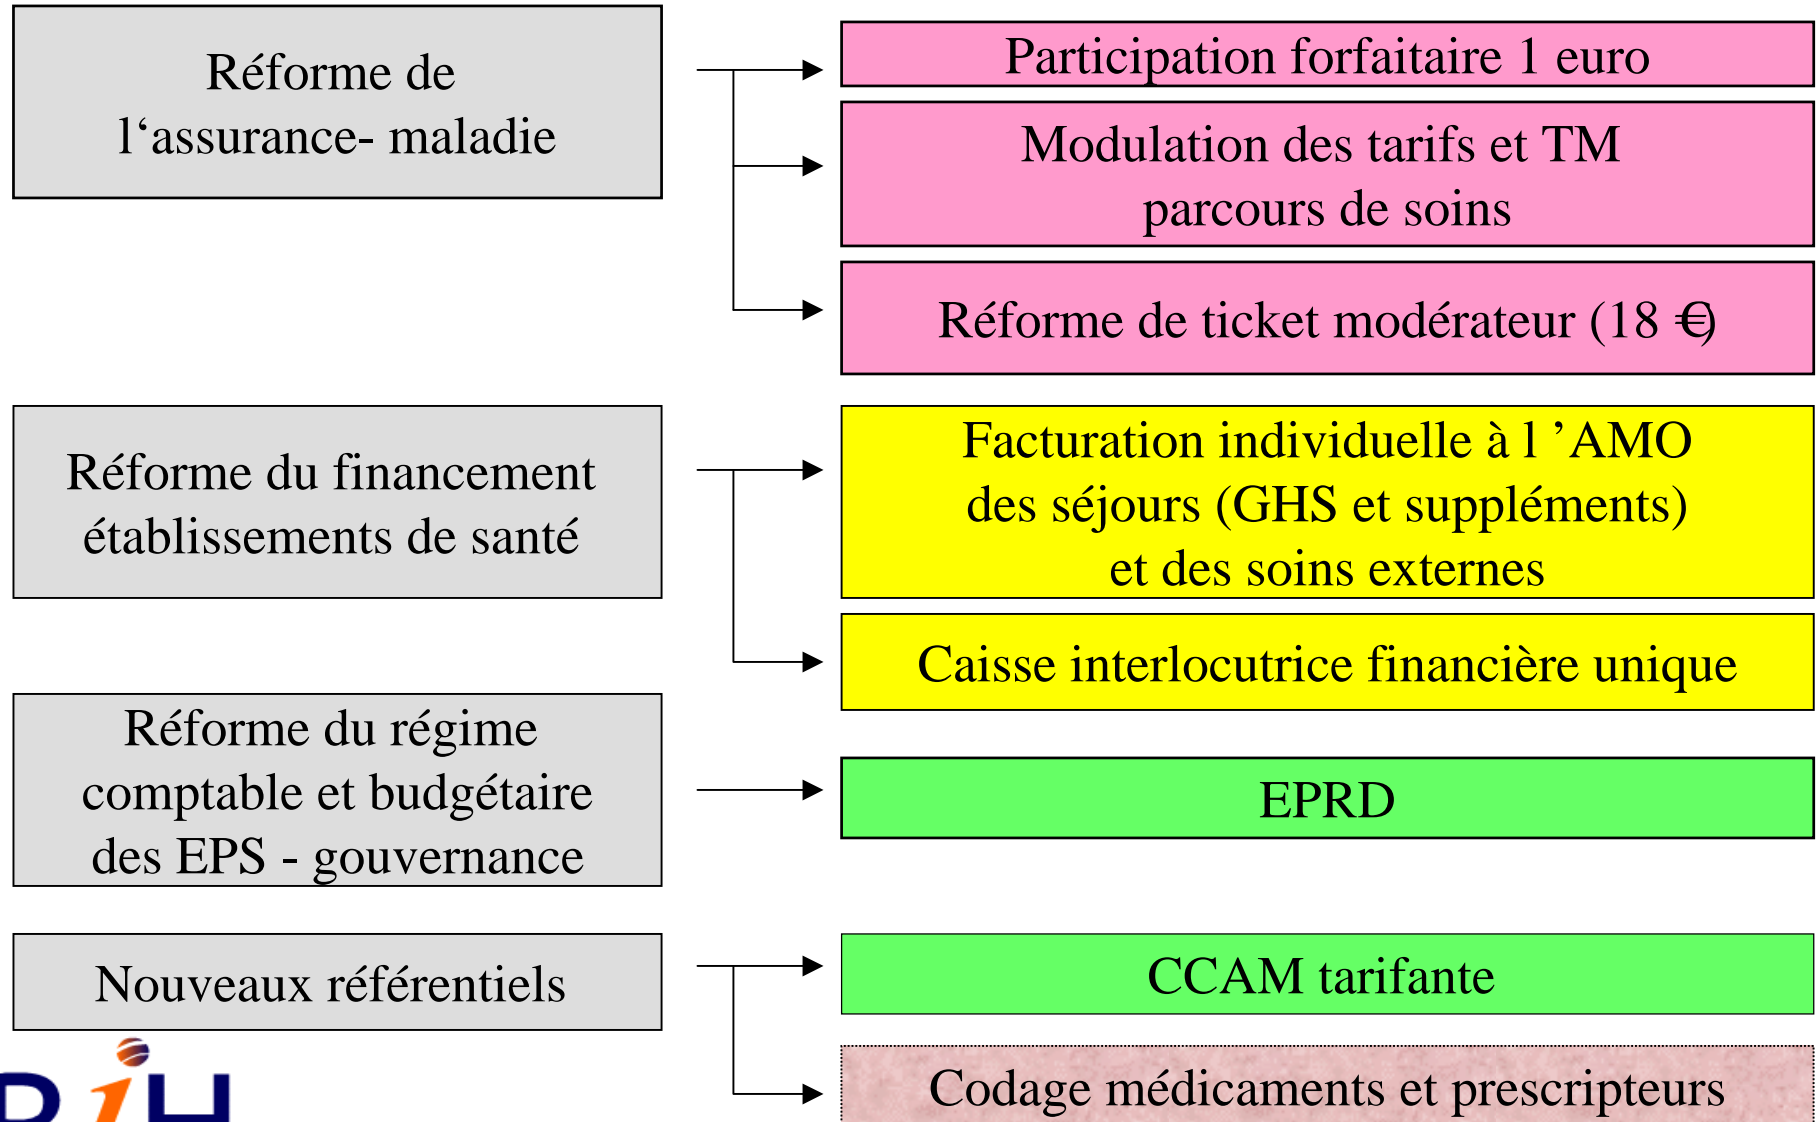 Réforme de
l‘assurance- maladie
Participation forfaitaire 1 euro
Modulation des tarifs et TM
parcours de soins
Réforme de ticket modérateur (18 €)
Réforme du financement
établissements de santé
Facturation individuelle à l ’AMO
des séjours (GHS et suppléments)
et des soins externes
Caisse interlocutrice financière unique
Réforme du régime
comptable et budgétaire
des EPS - gouvernance
EPRD
Nouveaux référentiels
CCAM tarifante
Codage médicaments et prescripteurs